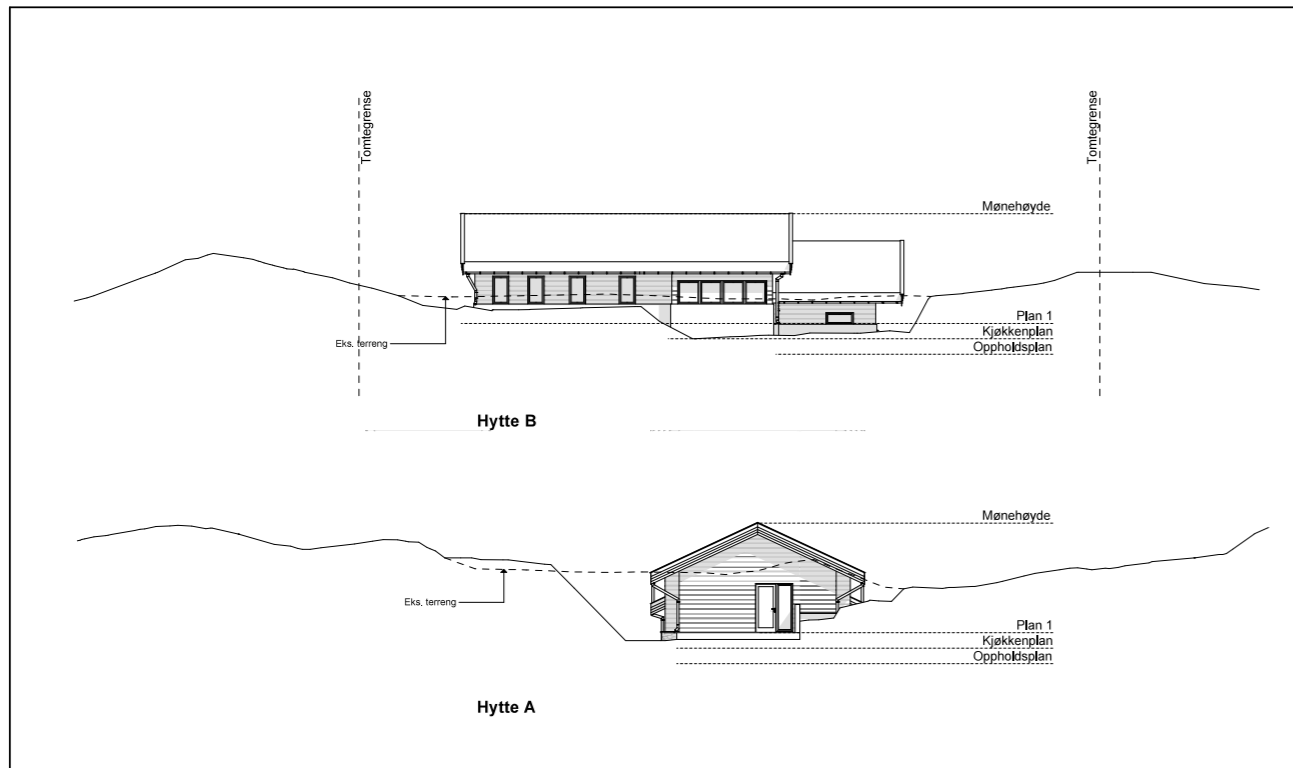 Tomtegrense
Tomtegrense
Mønehøyde
Plan 1
Kjøkkenplan
Oppholdsplan
Eks. terreng
Hytte B
Mønehøyde
Eks. terreng
Plan 1
Kjøkkenplan
Oppholdsplan
Hytte A